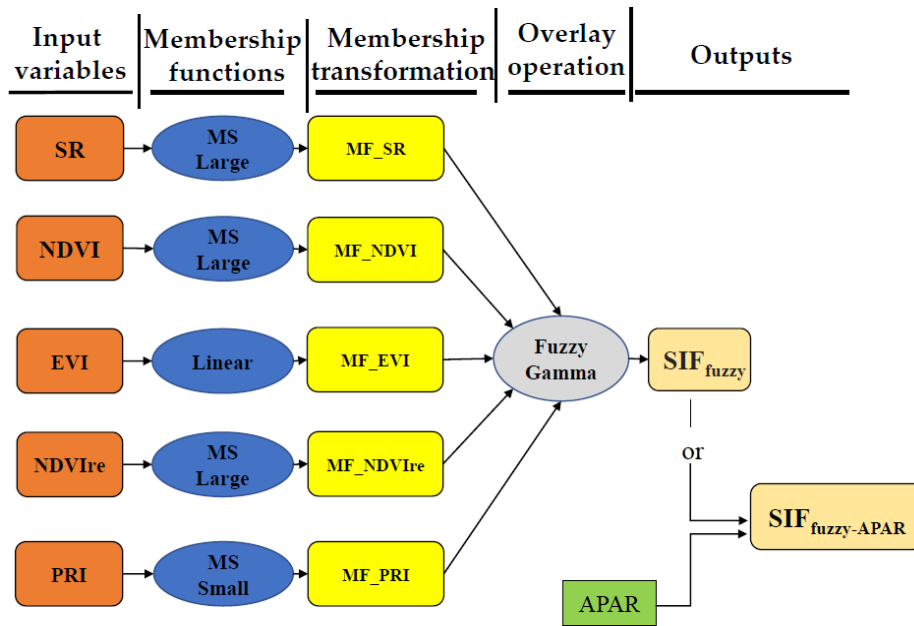 Input
variables
Membership
functions
Membership
transformation
Overlay
operation
Outputs
SR
MS
Large
MF_SR
NDVI
MS
Large
MF_NDVI
EVI
Linear
MF_EVI
Fuzzy
Gamma
SIFfuzzy
NDVIre
MS
Large
MF_NDVIre
or
SIFfuzzy-APAR
PRI
MS
Small
MF_PRI
APAR